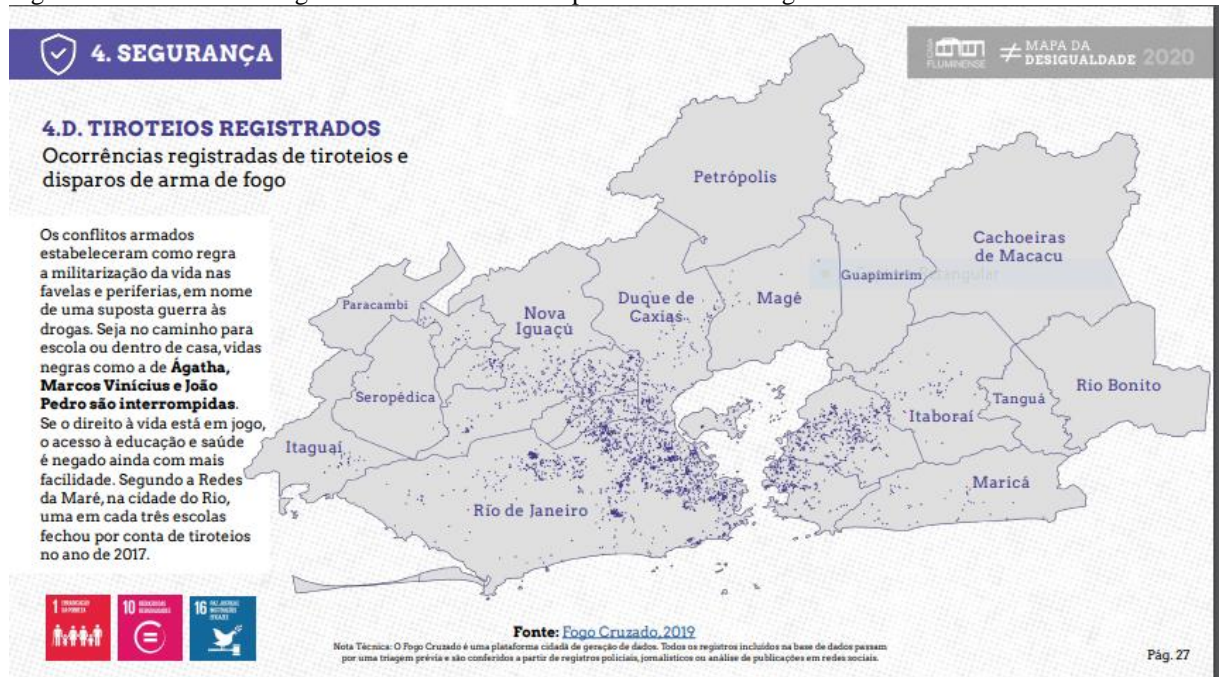 4. SEGURANÇA
CASA
FLUMINENSE
≠ MAPA DA
DESIGUALDADE 2020
4.D. TIROTEIOS REGISTRADOS
Ocorrências registradas de tiroteios e
disparos de arma de fogo
Os conflitos armados
estabeleceram como regra
a militarização da vida nas
favelas e periferias, em nome
de uma suposta guerra às
drogas. Seja no caminho para
escola ou dentro de casa, vidas
negras como a de Ágatha,
Marcos Vinícius e João
Pedro são interrompidas.
Se o direito à vida está em jogo,
o acesso à educação e saúde
é negado ainda com mais
facilidade. Segundo a Redes
da Maré, na cidade do Rio,
uma em cada três escolas
fechou por conta de tiroteios
no ano de 2017.
Petrópolis
Cachoeiras
de Macacu
Guapimirim
Paracambi
Nova
Iguaçú
Duque de
Caxias
Magé
Seropédica
Itaguaí
Rio de Janeiro
Itaboraí
Tanguá
Rio Bonito
Maricá
1
10
16
Fonte: Fogo Cruzado, 2019
Nota Técnica: O Fogo Cruzado é uma plataforma cidadã de geração de dados. Todos os registros incluídos na base de dados passam
por uma triagem prévia e são conferidos a partir de registros policiais, jornalísticos ou análise de publicações em redes sociais.
Pág. 27